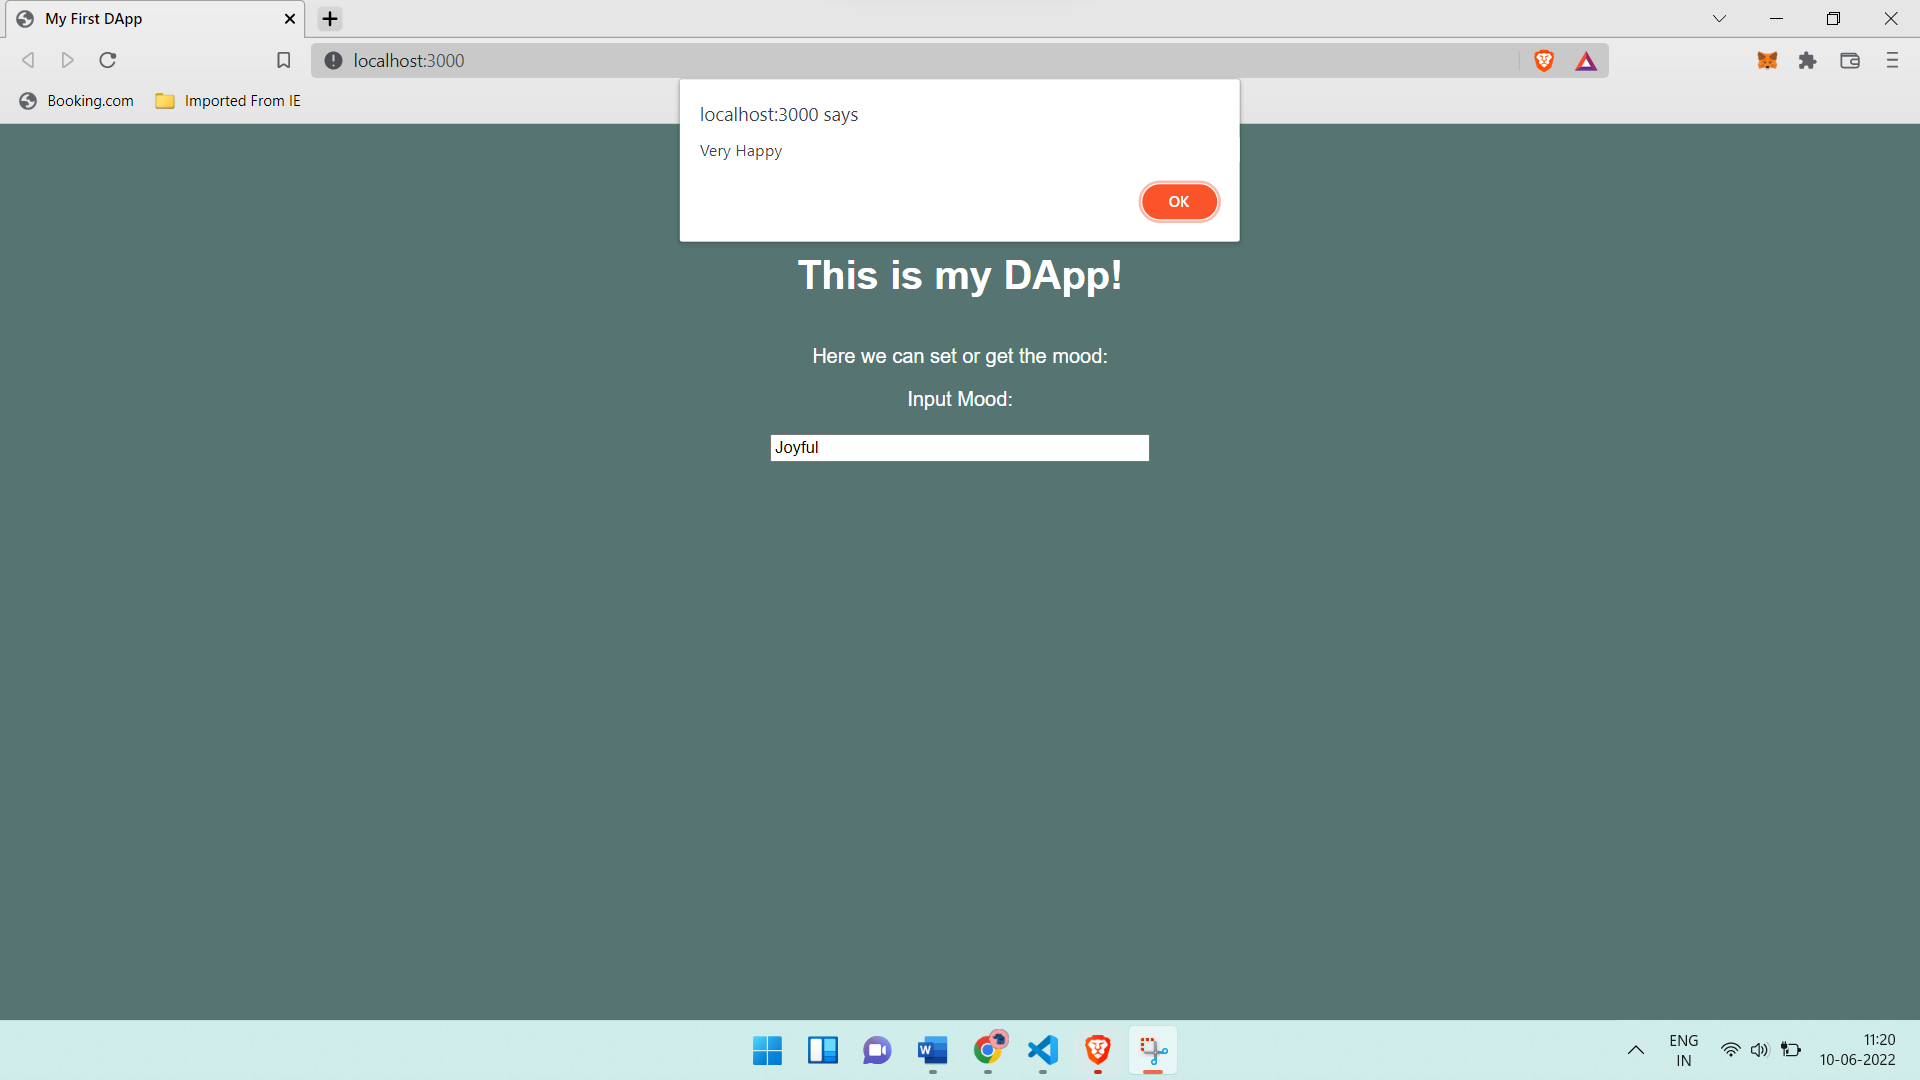 My First DApp
localhost:3000
Booking.com
Imported From IE
localhost:3000 says
Very Happy
OK
This is my DApp!
Here we can set or get the mood:
Input Mood:
Joyful
W
ENG
IN
11:20
10-06-2022